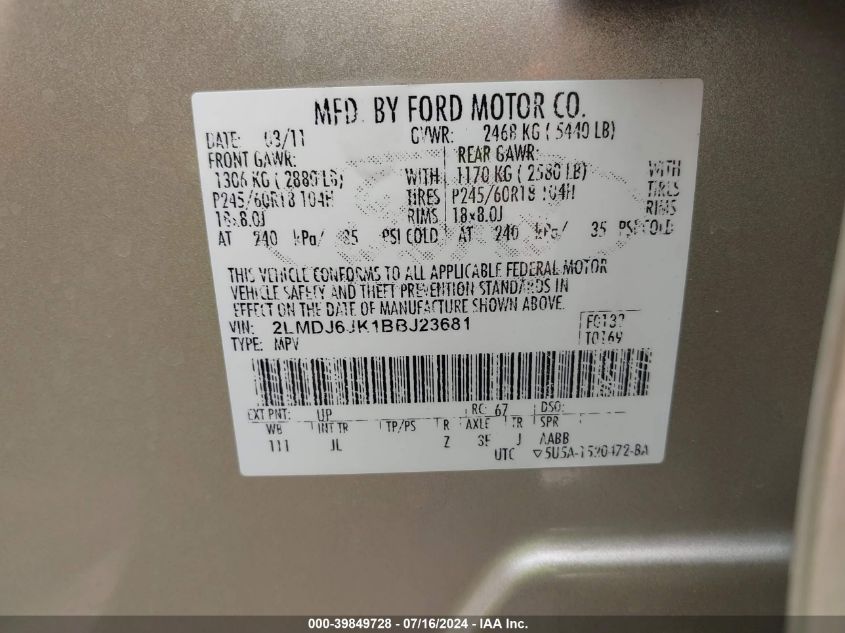 MFD. BY FORD MOTOR CO.
DATE: 03/11 GVWR: 2468 KG ( 5440 LB)
FRONT GAWR: REAR GAWR:
1306 KG ( 2880 LB) WITH 1170 KG ( 2580 LB) WITH
P245/60R18 104H TIRES P245/60R18 104H TIRES
18x8.0J RIMS 18x8.0J RIMS
AT 240 kPa/ 35 PSI COLD AT 240 kPa/ 35 PSI COLD
THIS VEHICLE CONFORMS TO ALL APPLICABLE FEDERAL MOTOR
VEHICLE SAFETY AND THEFT PREVENTION STANDARDS IN
EFFECT ON THE DATE OF MANUFACTURE SHOWN ABOVE.
VIN: 2LMDJ6JK1BBJ23681
TYPE: MPV
T0169
EXT PNT: UP RC: 67 DSO:
WB INT TR TP/PS R AXLE TR SPR
111 JL Z 3F J AABB
UTC ▽5U5A-1520472-BA
000-39849728 - 07/16/2024 - IAA Inc.